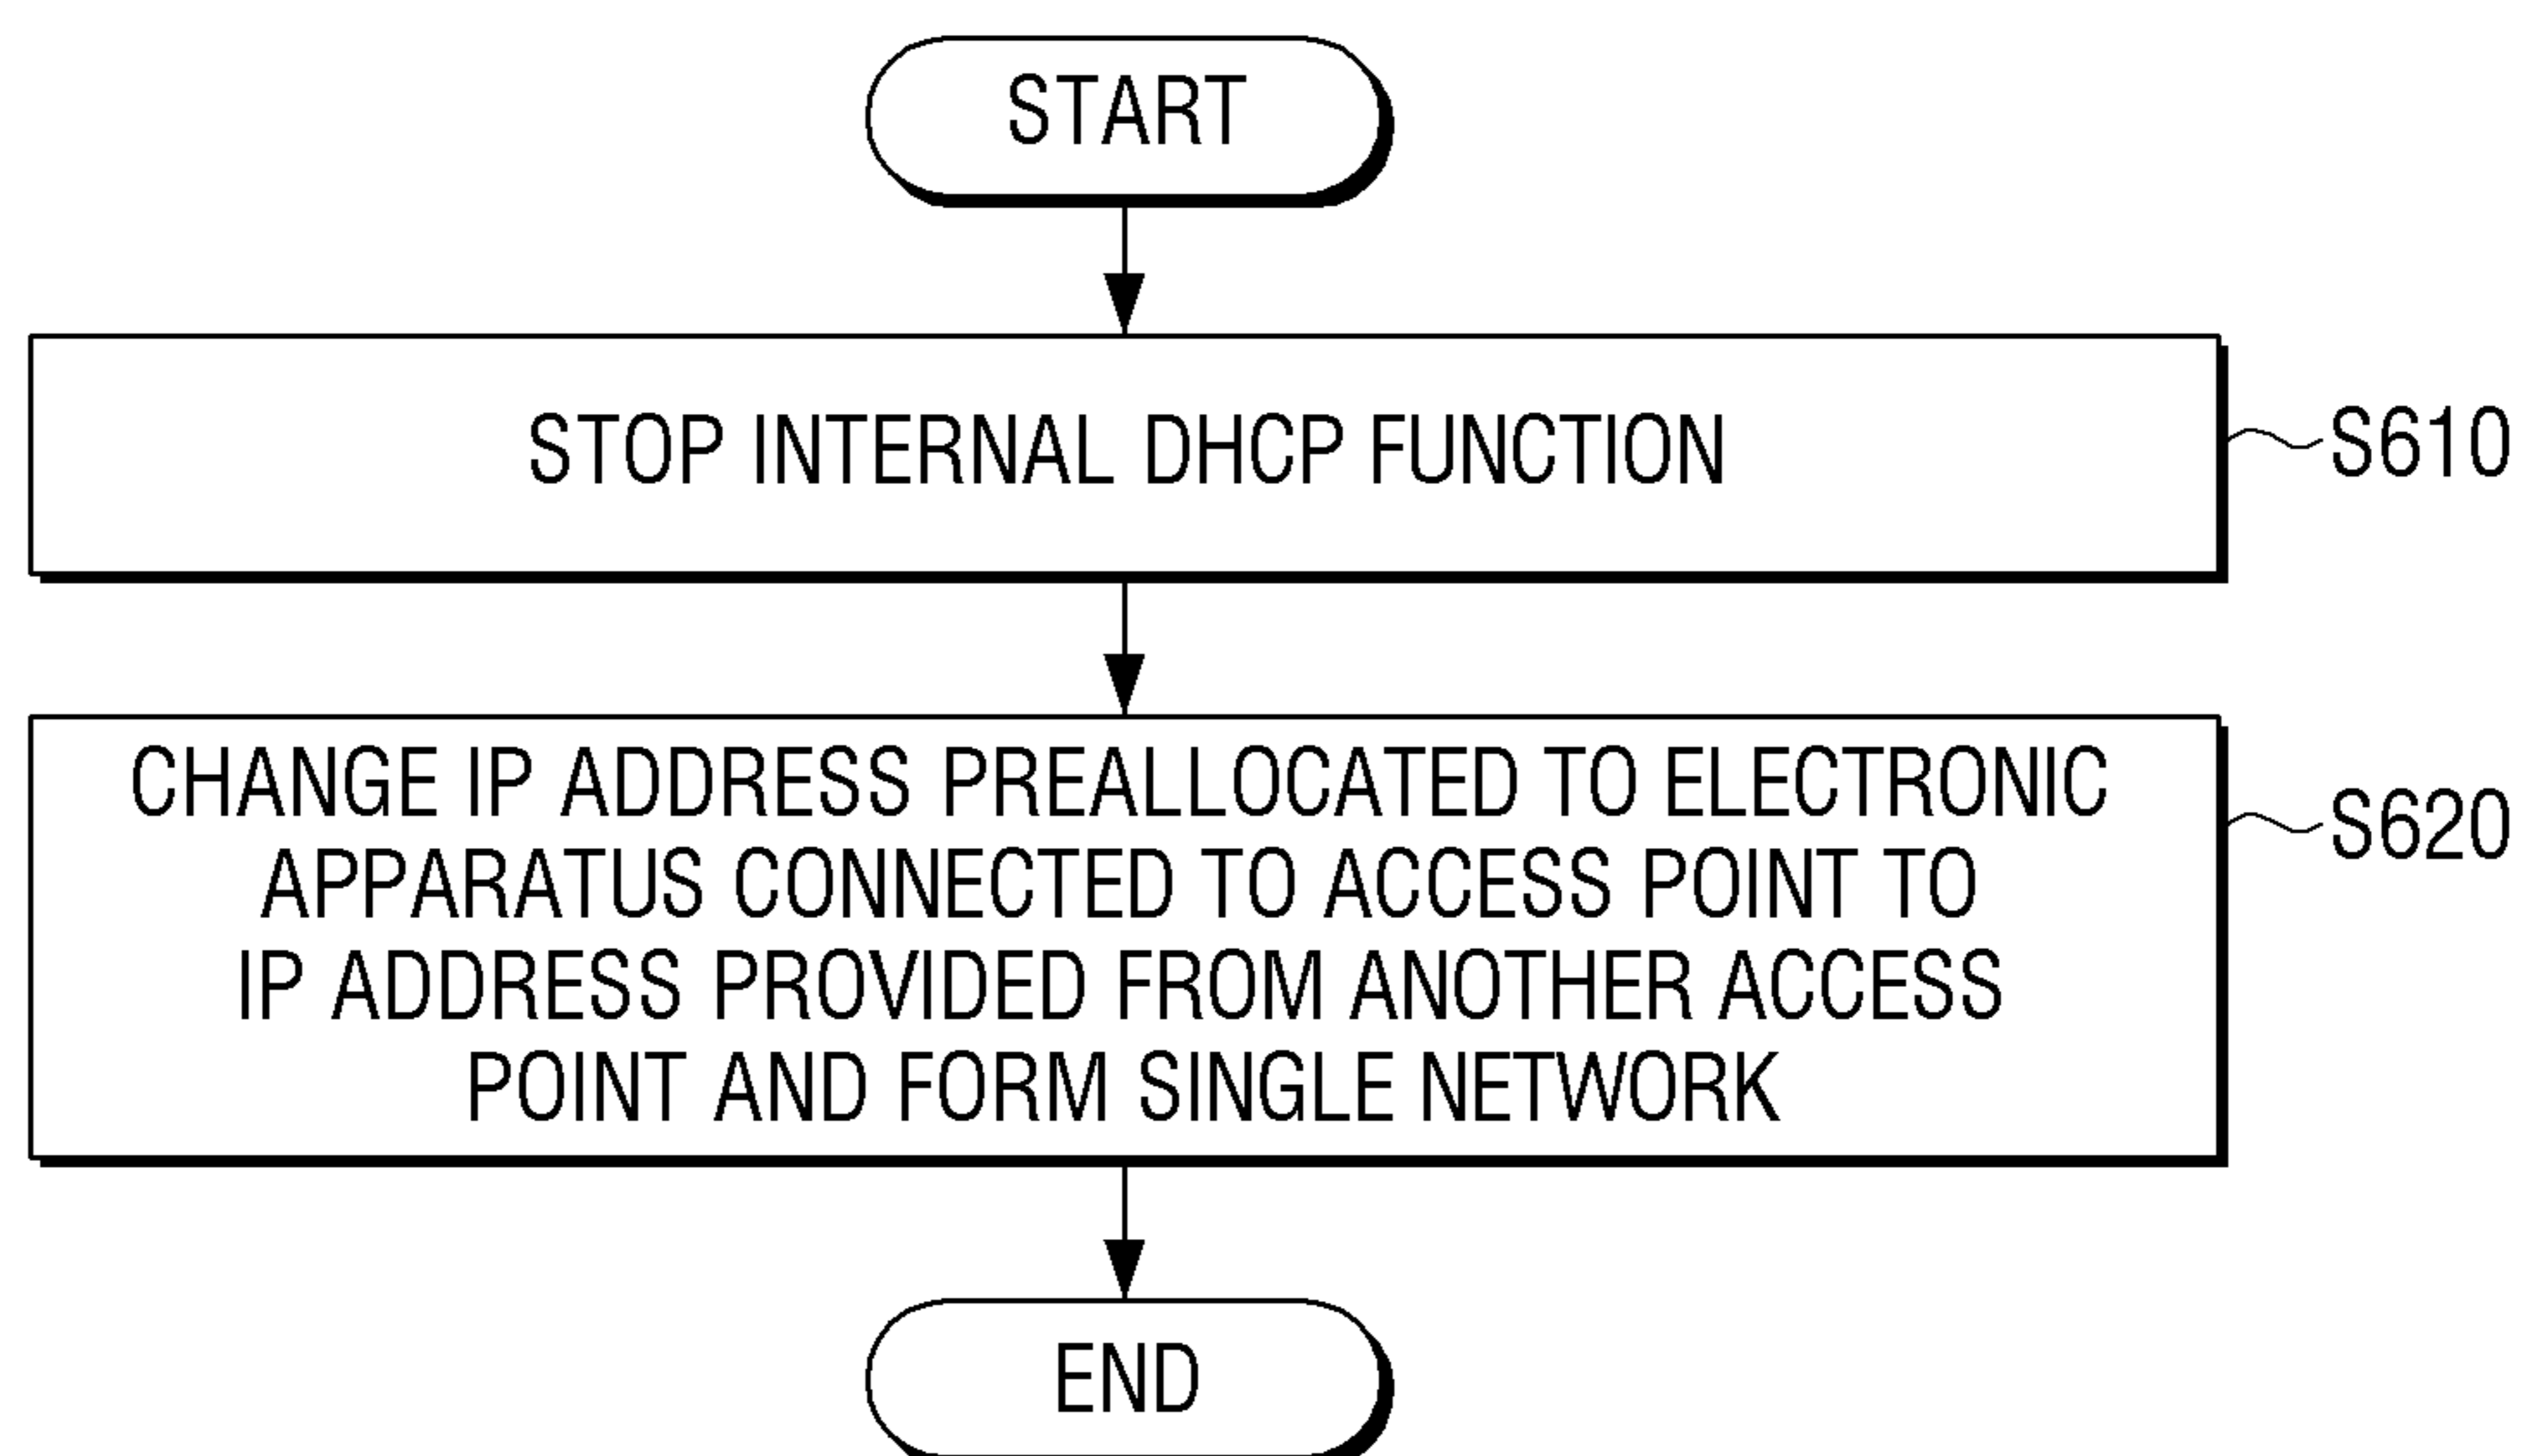 START
STOP INTERNAL DHCP FUNCTION
S610
CHANGE IP ADDRESS PREALLOCATED TO ELECTRONIC
APPARATUS CONNECTED TO ACCESS POINT TO
IP ADDRESS PROVIDED FROM ANOTHER ACCESS
POINT AND FORM SINGLE NETWORK
S620
END